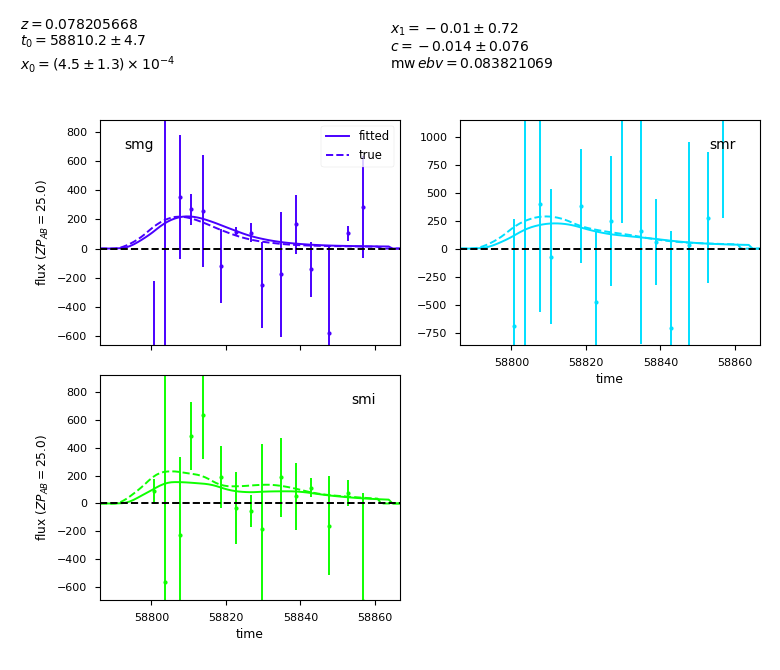 z = 0.078205668
t₀ = 58810.2 ± 4.7
x₀ = (4.5 ± 1.3) × 10⁻⁴
x₁ = −0.01 ± 0.72
c = −0.014 ± 0.076
mw ebv = 0.083821069
smg
fitted
true
800
600
400
200
0
−200
−400
−600
flux (ZP_AB = 25.0)
smr
1000
750
500
250
0
−250
−500
−750
58800 58820 58840 58860
time
smi
800
600
400
200
0
−200
−400
−600
flux (ZP_AB = 25.0)
58800 58820 58840 58860
time